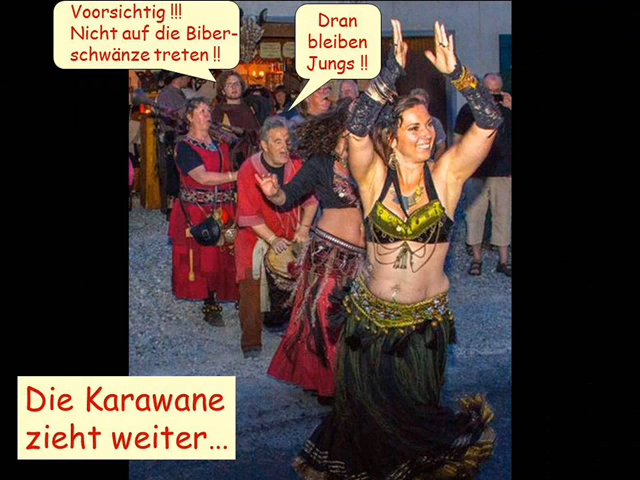 Voorsichtig !!!
Nicht auf die Biber-
schwänze treten !!
Dran
bleiben
Jungs !!
Die Karawane
zieht weiter...